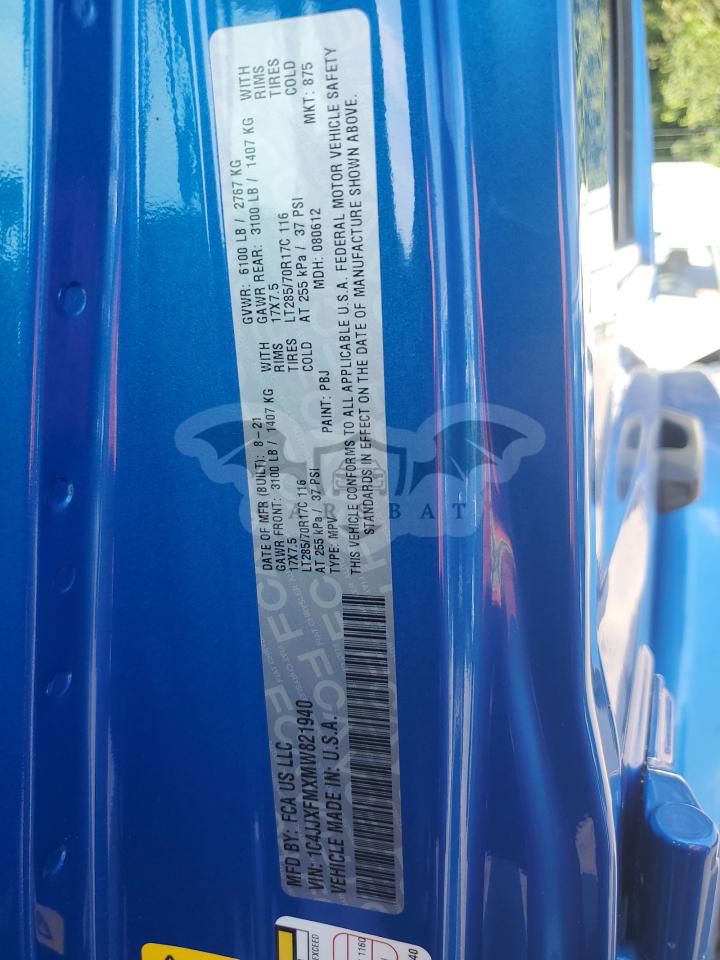 MFD BY: FCA US LLC
VIN: 1C4JJXFMXMW821940
VEHICLE MADE IN: U.S.A.
DATE OF MFR (BUILT): 8-21
GAWR FRONT: 3100 LB / 1407 KG WITH
17X7.5 RIMS
LT285/70R17C 116 TIRES
AT 255 kPa / 37 PSI COLD
TYPE: MPV PAINT: PBJ
GVWR: 6100 LB / 2767 KG
GAWR REAR: 3100 LB / 1407 KG WITH
17X7.5 RIMS
LT285/70R17C 116 TIRES
AT 255 kPa / 37 PSI COLD
MDH: 080612 MKT: 875
THIS VEHICLE CONFORMS TO ALL APPLICABLE U.S.A. FEDERAL MOTOR VEHICLE SAFETY
STANDARDS IN EFFECT ON THE DATE OF MANUFACTURE SHOWN ABOVE.
FCA
EXCEED
116C
40